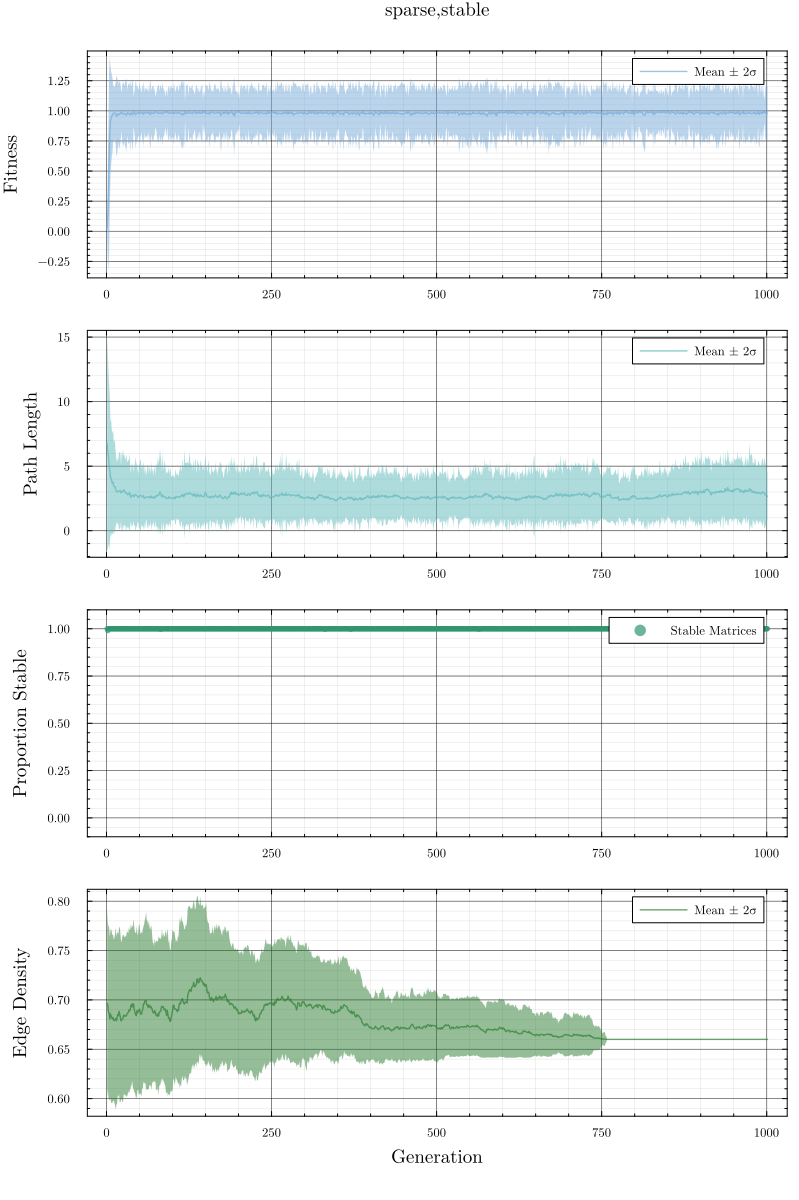 sparse,stable
Fitness
1.25
1.00
0.75
0.50
0.25
0.00
−0.25
Mean ± 2σ
0 250 500 750 1000
Path Length
15
10
5
0
Mean ± 2σ
0 250 500 750 1000
Proportion Stable
1.00
0.75
0.50
0.25
0.00
Stable Matrices
0 250 500 750 1000
Edge Density
0.80
0.75
0.70
0.65
0.60
Mean ± 2σ
0 250 500 750 1000
Generation